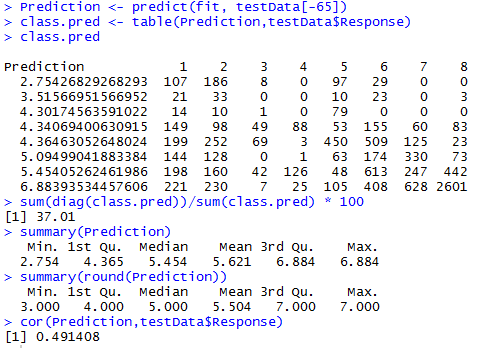 > Prediction <- predict(fit, testData[-65])
> class.pred <- table(Prediction,testData$Response)
> class.pred
Prediction 1 2 3 4 5 6 7 8
2.75426829268293 107 186 8 0 97 29 0 0
3.51566951566952 21 33 0 0 10 23 0 3
4.30174563591022 14 10 1 0 79 0 0 0
4.34069400630915 149 98 49 88 53 155 60 83
4.36463052648024 199 252 69 3 450 509 125 23
5.09499041883384 144 128 0 1 63 174 330 73
5.45405262461986 198 160 42 126 48 613 247 442
6.88393534457606 221 230 7 25 105 408 628 2601
> sum(diag(class.pred))/sum(class.pred) * 100
[1] 37.01
> summary(Prediction)
Min. 1st Qu. Median Mean 3rd Qu. Max.
2.754 4.365 5.454 5.621 6.884 6.884
> summary(round(Prediction))
Min. 1st Qu. Median Mean 3rd Qu. Max.
3.000 4.000 5.000 5.504 7.000 7.000
> cor(Prediction,testData$Response)
[1] 0.491408